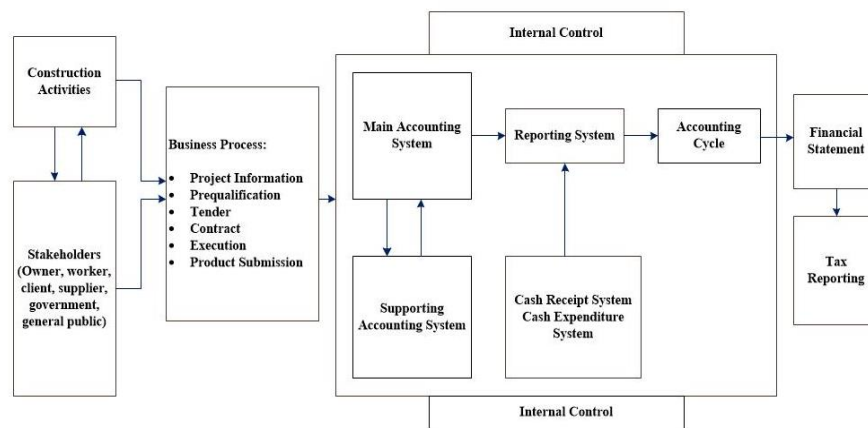 Internal Control
Construction
Activities
Stakeholders
(Owner, worker,
client, supplier,
government,
general public)
Business Process:
• Project Information
• Prequalification
• Tender
• Contract
• Execution
• Product Submission
Main Accounting
System
Supporting
Accounting System
Reporting System
Cash Receipt System
Cash Expenditure
System
Accounting
Cycle
Financial
Statement
Tax
Reporting
Internal Control